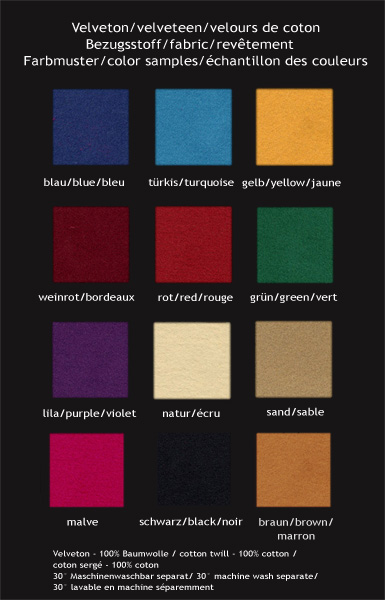 Velveton/velveteen/velours de coton
Bezugsstoff/fabric/revêtement
Farbmuster/color samples/échantillon des couleurs
blau/blue/bleu
türkis/turquoise
gelb/yellow/jaune
weinrot/bordeaux
rot/red/rouge
grün/green/vert
lila/purple/violet
natur/écru
sand/sable
malve
schwarz/black/noir
braun/brown/
marron
Velveton - 100% Baumwolle / cotton twill - 100% cotton /
coton sergé - 100% coton
30° Maschinenwaschbar separat/ 30° machine wash separate/
30° lavable en machine séparemment